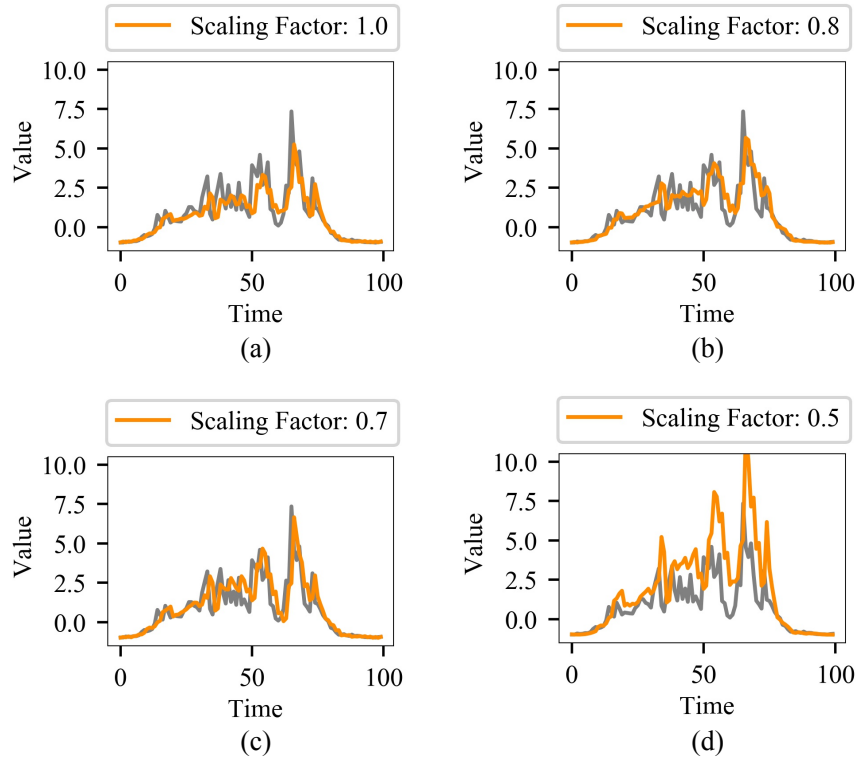 Scaling Factor: 1.0
10.0
7.5
5.0
2.5
0.0
Value
0 50 100
Time
(a)
Scaling Factor: 0.8
10.0
7.5
5.0
2.5
0.0
Value
0 50 100
Time
(b)
Scaling Factor: 0.7
10.0
7.5
5.0
2.5
0.0
Value
0 50 100
Time
(c)
Scaling Factor: 0.5
10.0
7.5
5.0
2.5
0.0
Value
0 50 100
Time
(d)